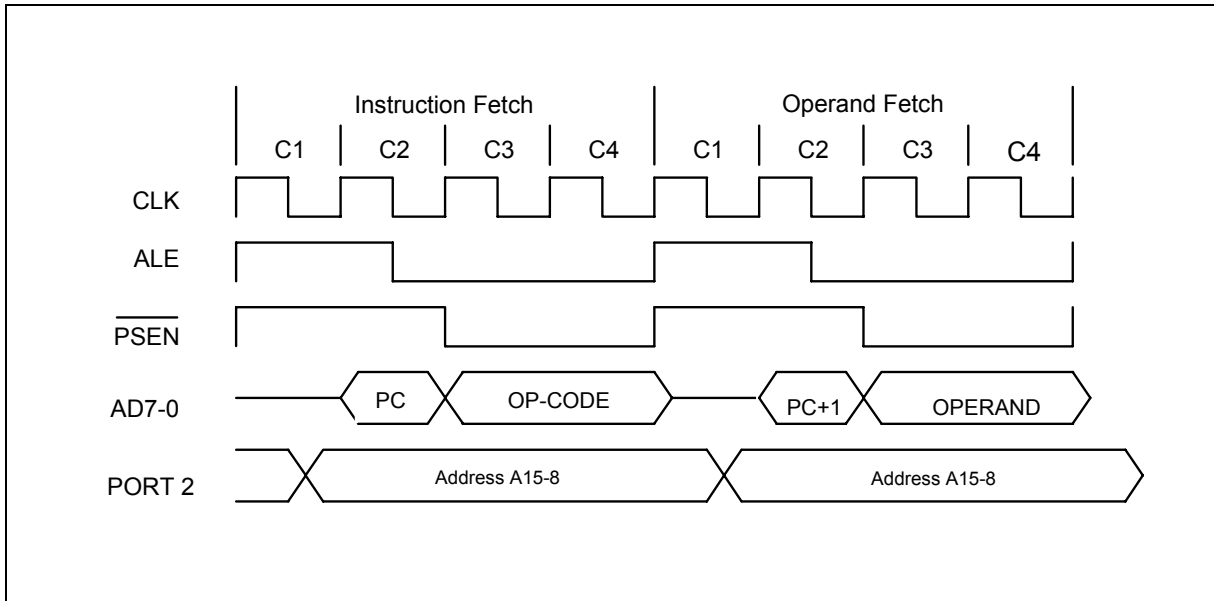 Instruction Fetch Operand Fetch
C1 C2 C3 C4 C1 C2 C3 C4
CLK
ALE
PSEN
AD7-0 PC OP-CODE PC+1 OPERAND
PORT 2 Address A15-8 Address A15-8